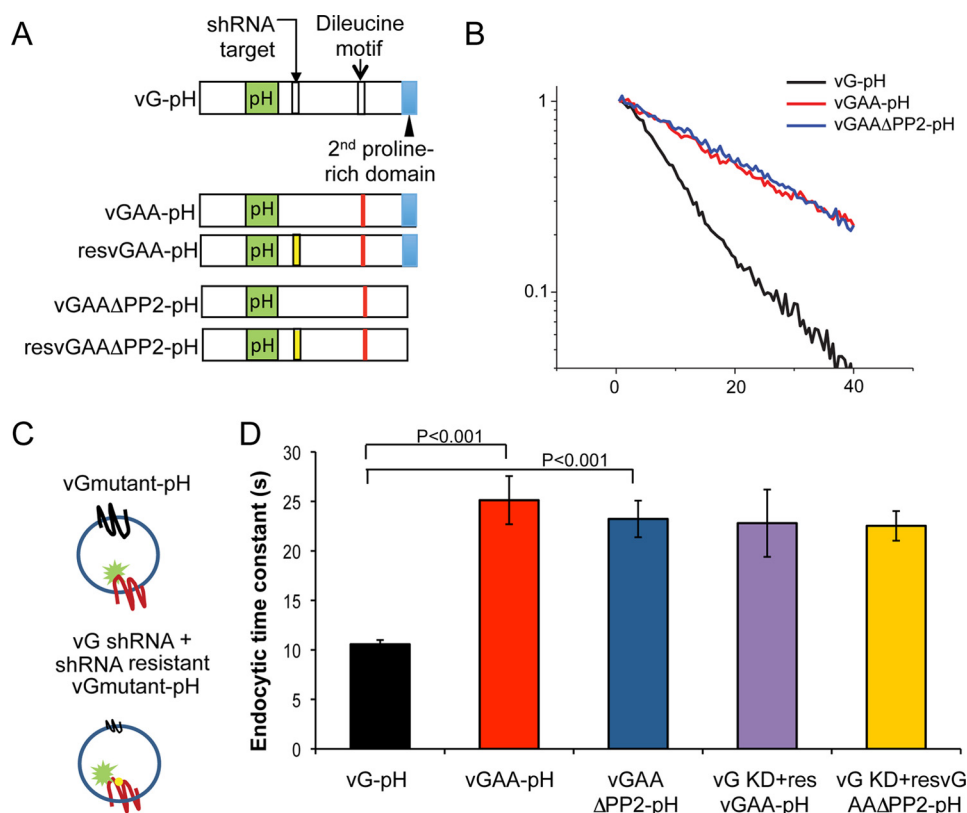 A
shRNA
target
Dileucine
motif
vG-pH
pH
2nd proline-
rich domain
vGAA-pH
pH
resvGAA-pH
pH
vGAAΔPP2-pH
pH
resvGAAΔPP2-pH
pH
B
vG-pH
vGAA-pH
vGAAΔPP2-pH
1
0.1
0
20
40
C
vGmutant-pH
vG shRNA +
shRNA resistant
vGmutant-pH
D
P<0.001
P<0.001
Endocytic time constant (s)
30
25
20
15
10
5
0
vG-pH
vGAA-pH
vGAA
ΔPP2-pH
vG KD+res
vGAA-pH
vG KD+resvG
AAΔPP2-pH